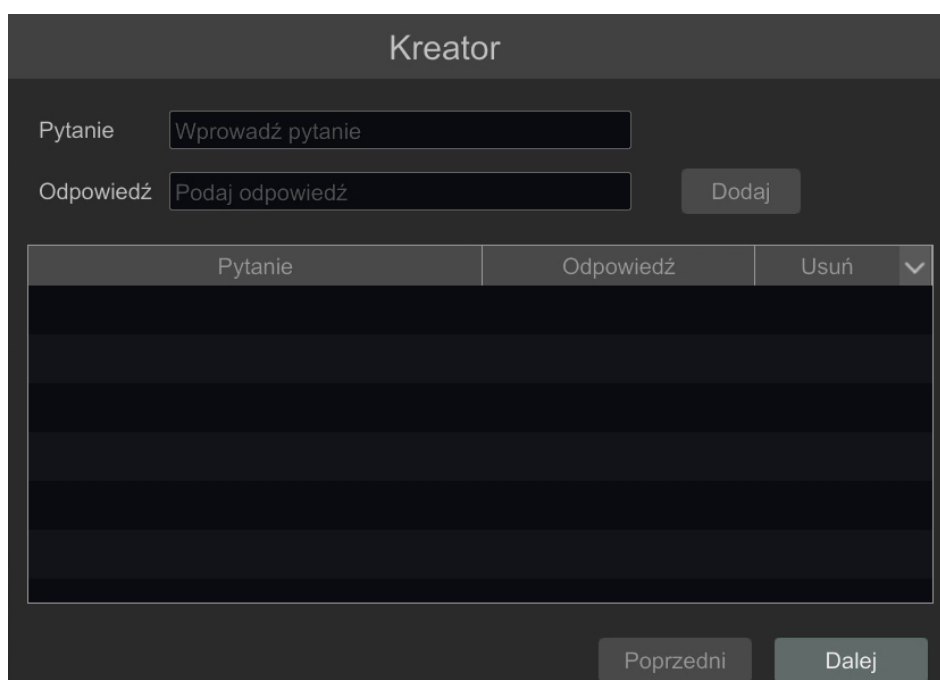 Kreator
Pytanie Wprowadź pytanie
Odpowiedź Podaj odpowiedź Dodaj
Pytanie Odpowiedź Usuń
Poprzedni Dalej